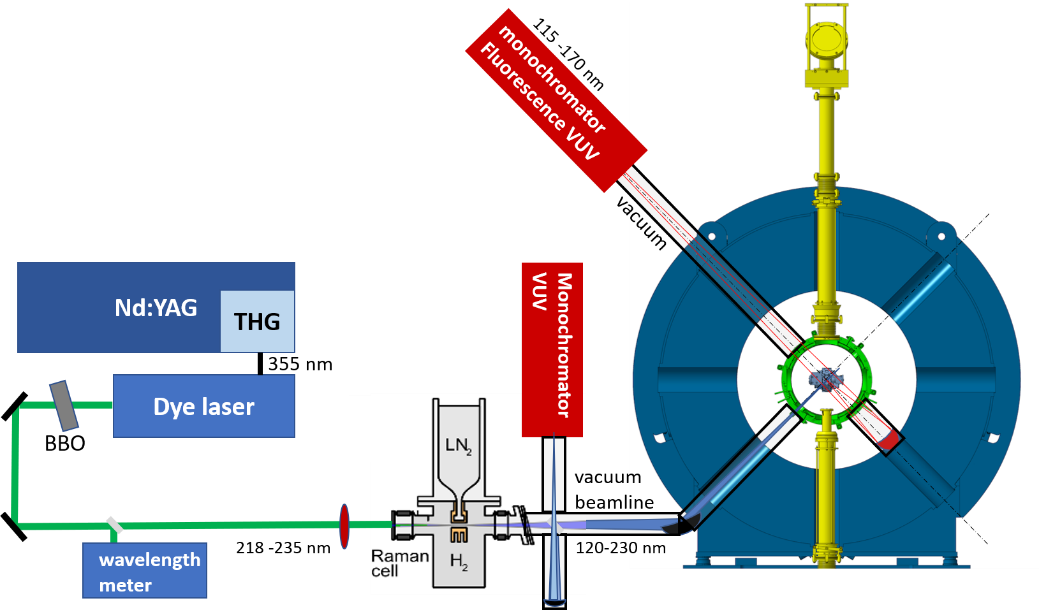 115 -170 nm
monochromator
Fluorescence VUV
vacuum
Nd:YAG
THG
355 nm
Dye laser
BBO
Monochromator
VUV
LN2
vacuum
beamline
218 -235 nm
Raman
cell
H2
120-230 nm
wavelength
meter